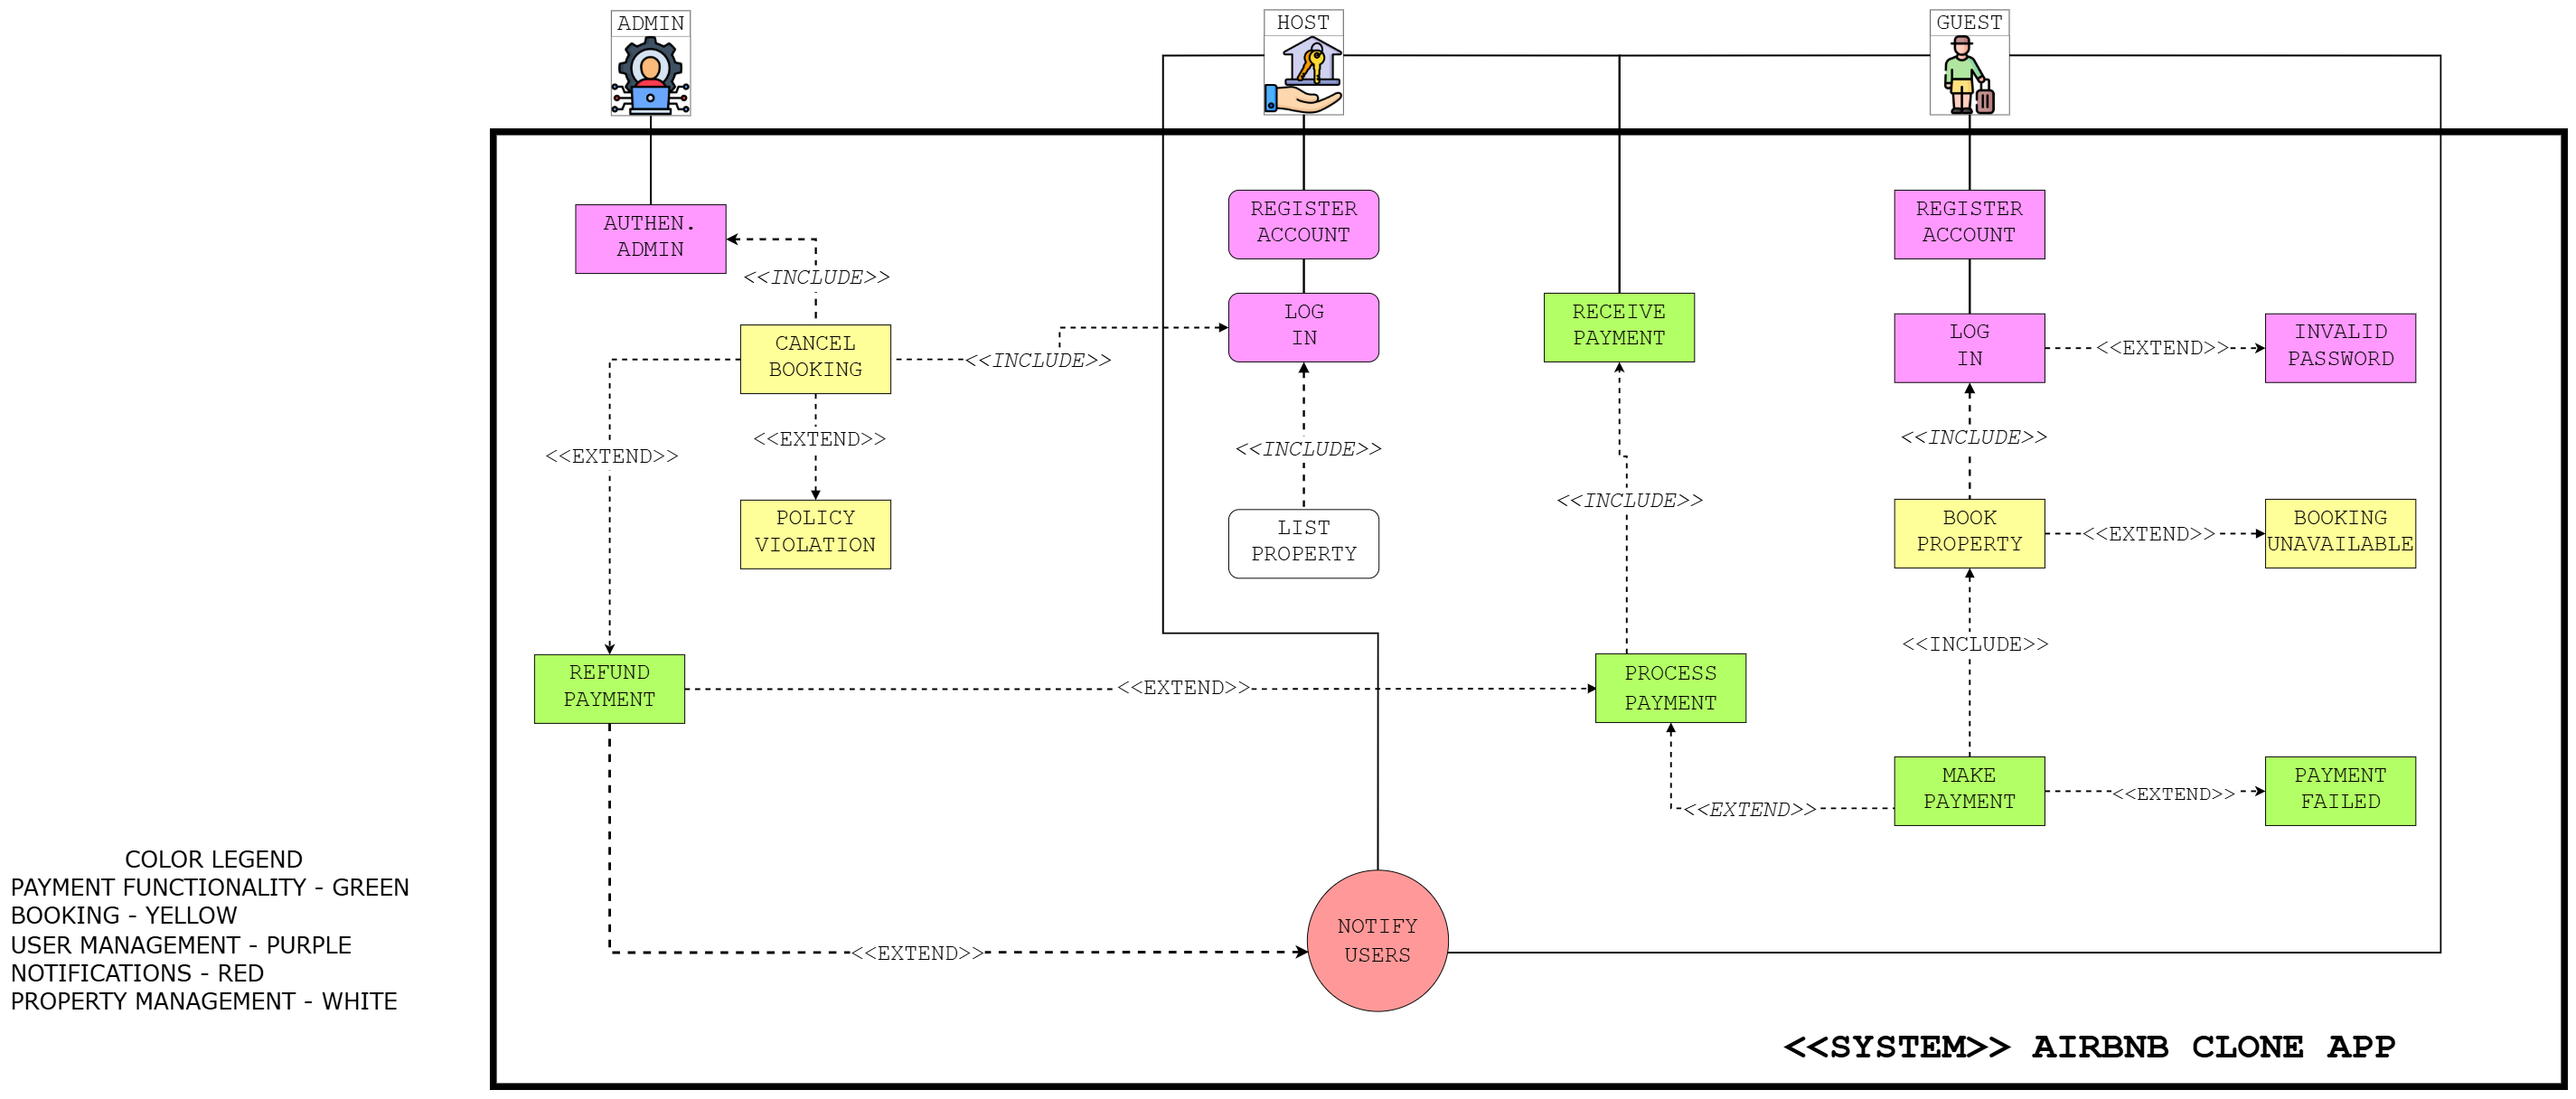 ADMIN
HOST
GUEST
AUTHEN.
ADMIN
<<INCLUDE>>
CANCEL
BOOKING
<<INCLUDE>>
<<EXTEND>>
<<EXTEND>>
POLICY
VIOLATION
REFUND
PAYMENT
<<EXTEND>>
<<EXTEND>>
REGISTER
ACCOUNT
LOG
IN
<<INCLUDE>>
LIST
PROPERTY
RECEIVE
PAYMENT
<<INCLUDE>>
PROCESS
PAYMENT
<<EXTEND>>
REGISTER
ACCOUNT
LOG
IN
<<EXTEND>>
INVALID
PASSWORD
<<INCLUDE>>
BOOK
PROPERTY
<<EXTEND>>
BOOKING
UNAVAILABLE
<<INCLUDE>>
MAKE
PAYMENT
<<EXTEND>>
PAYMENT
FAILED
NOTIFY
USERS
COLOR LEGEND
PAYMENT FUNCTIONALITY - GREEN
BOOKING - YELLOW
USER MANAGEMENT - PURPLE
NOTIFICATIONS - RED
PROPERTY MANAGEMENT - WHITE
<<SYSTEM>> AIRBNB CLONE APP